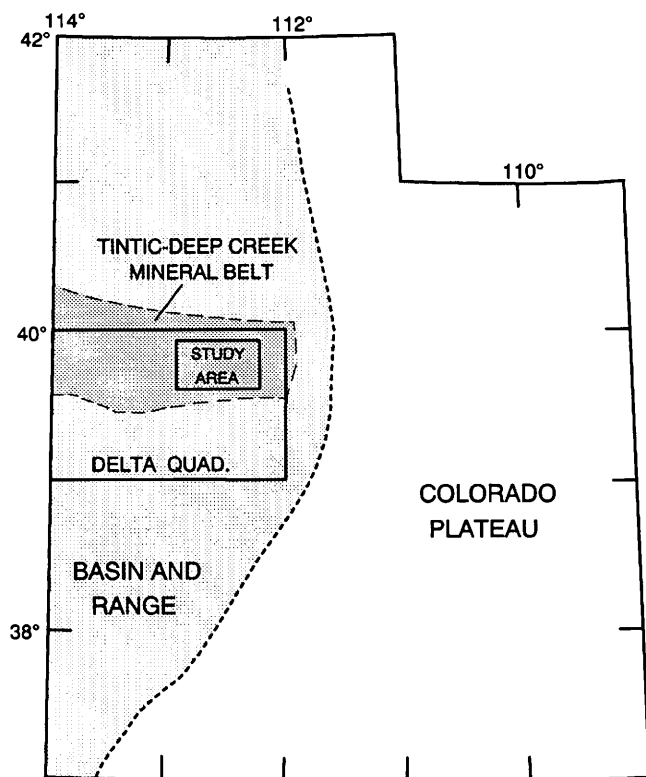 114°
112°
42°
110°
TINTIC-DEEP CREEK
MINERAL BELT
40°
STUDY
AREA
DELTA QUAD.
COLORADO
PLATEAU
BASIN AND
RANGE
38°